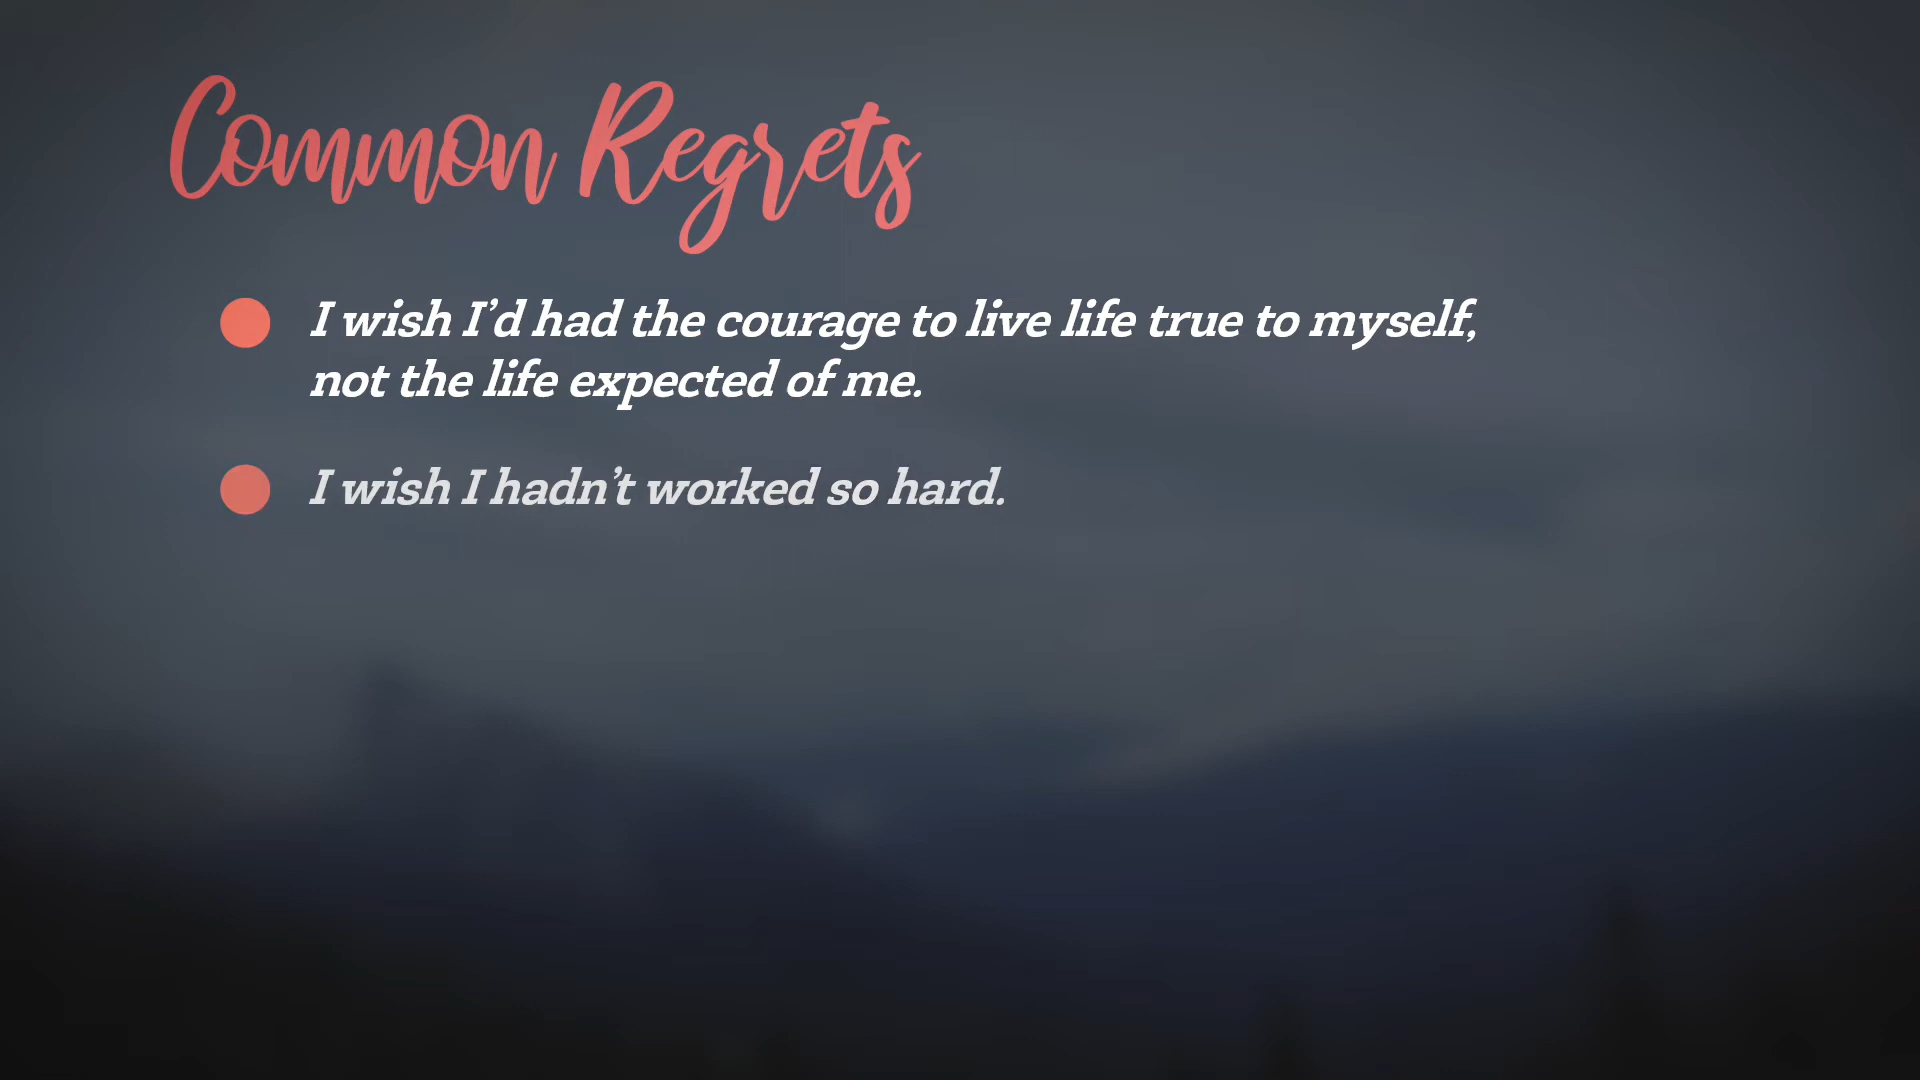 Common Regrets
I wish I’d had the courage to live life true to myself,
not the life expected of me.
I wish I hadn’t worked so hard.